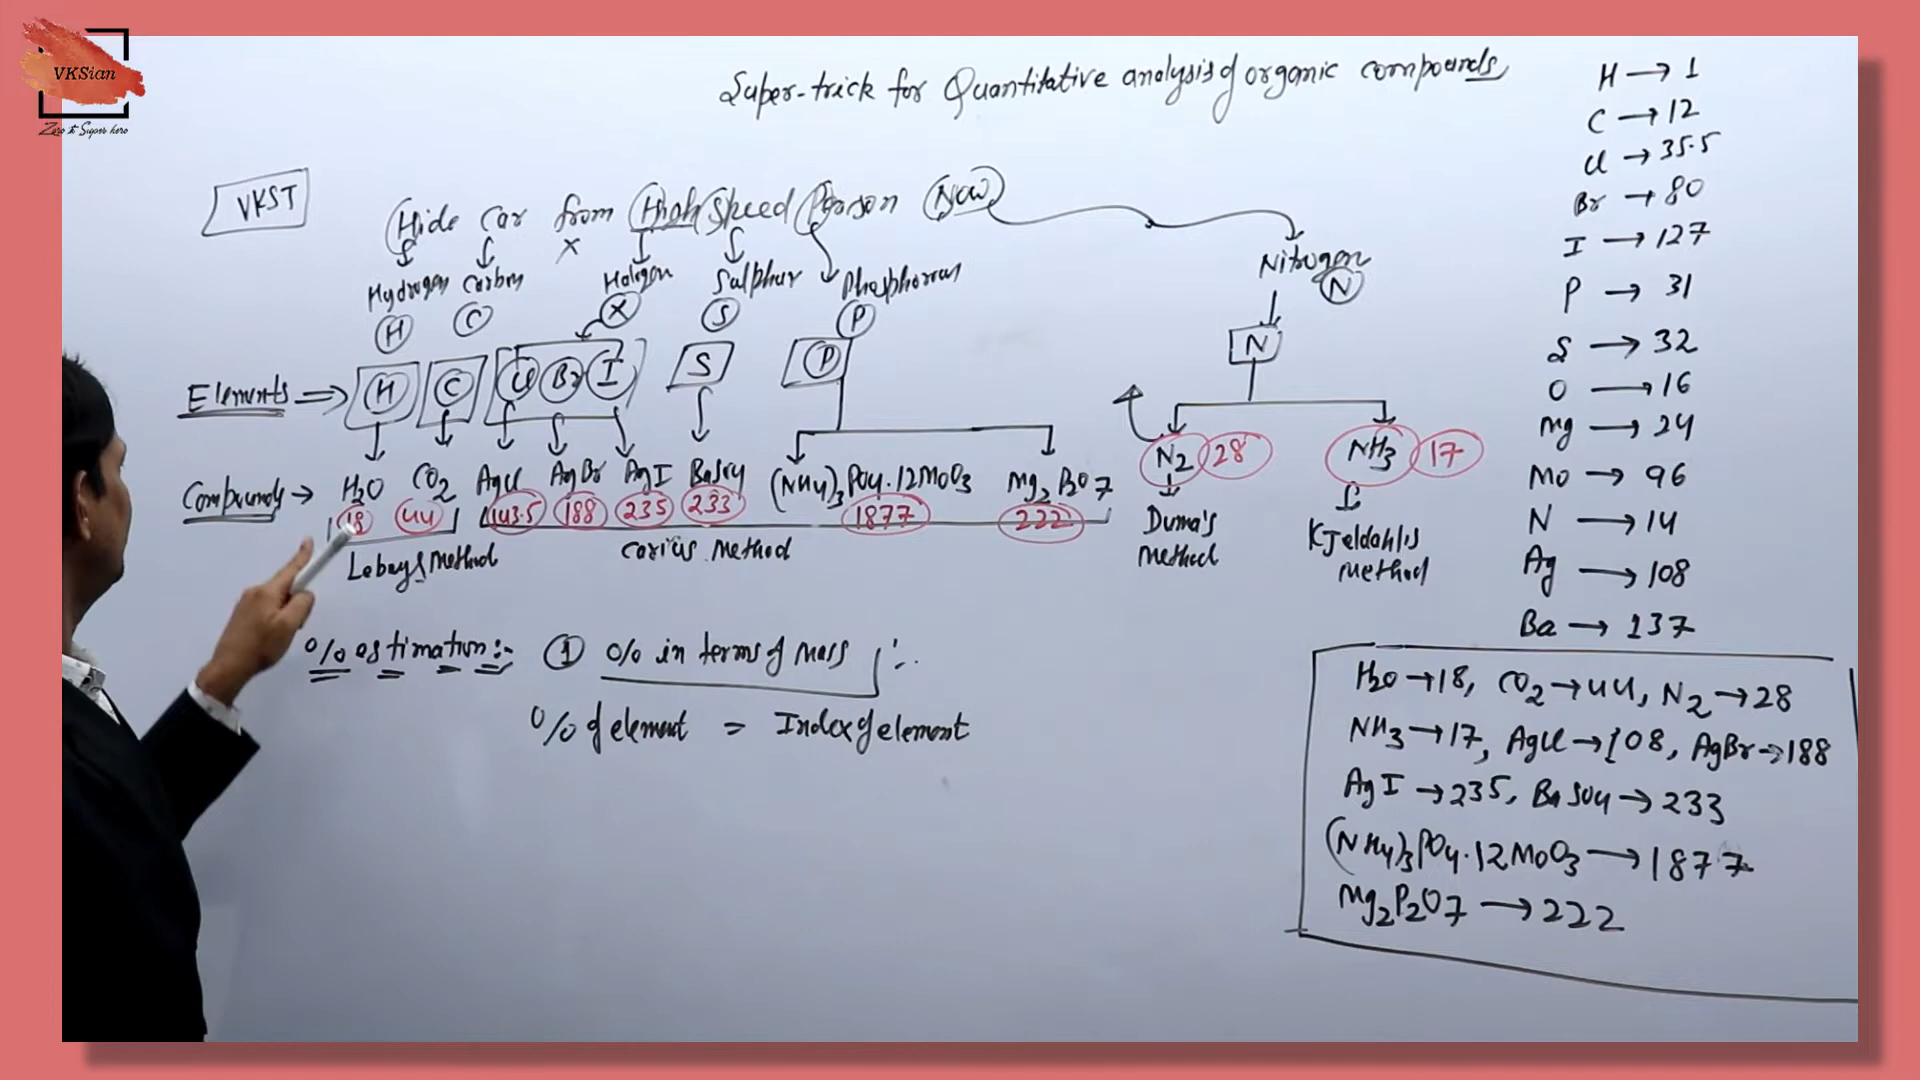 VKSian
Zero to Super hero
Super-trick for Quantitative analysis of organic compounds
VKST
Hide Car from High Speed Person Now
x
Hydrogen Carbon Halogen Sulphur Phosphorous Nitrogen
H C X S P N
Elements ⇒ H C Cl Br I S P N
Compounds → H2O CO2 AgCl AgBr AgI BaSO4 (NH4)3PO4.12MoO3 Mg2P2O7 N2 28 NH3 17
18 44 143.5 188 235 233 1877 222
Lebays Method Carius Method Duma's Method Kjeldahl's Method
% estimation :- ① % in terms of Mass :-
% of element = Index of element
H → 1
C → 12
Cl → 35.5
Br → 80
I → 127
P → 31
S → 32
O → 16
Mg → 24
Mo → 96
N → 14
Ag → 108
Ba → 137
H2O → 18, CO2 → 44, N2 → 28
NH3 → 17, AgCl → 108, AgBr → 188
AgI → 235, BaSO4 → 233
(NH4)3PO4.12MoO3 → 1877
Mg2P2O7 → 222